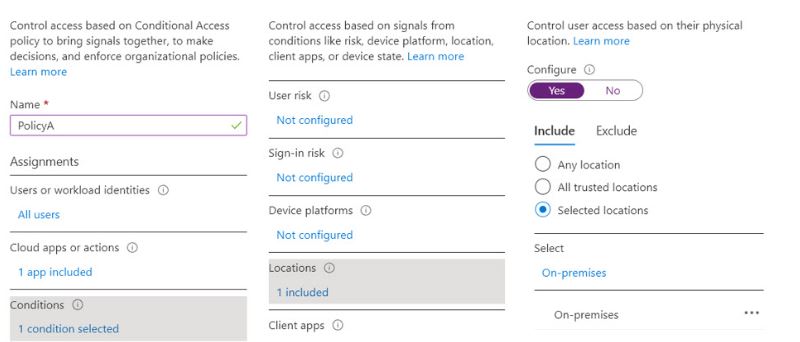 Control access based on Conditional Access
policy to bring signals together, to make
decisions, and enforce organizational policies.
Learn more
Name *
PolicyA
Assignments
Users or workload identities
All users
Cloud apps or actions
1 app included
Conditions
1 condition selected
Control access based on signals from
conditions like risk, device platform, location,
client apps, or device state. Learn more
User risk
Not configured
Sign-in risk
Not configured
Device platforms
Not configured
Locations
1 included
Client apps
Control user access based on their physical
location. Learn more
Configure
Yes No
Include Exclude
Any location
All trusted locations
Selected locations
Select
On-premises
On-premises